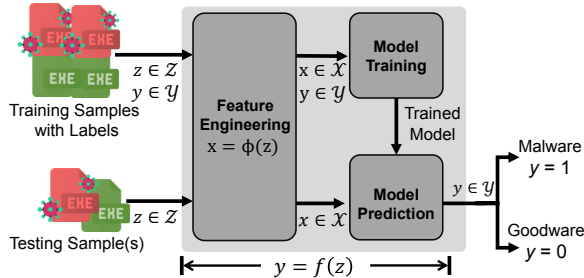 EXE
EXE
EXE
EXE
Training Samples
with Labels
z ∈ 𝒵
y ∈ 𝒴
Feature
Engineering
x = ϕ(z)
x ∈ 𝒳
y ∈ 𝒴
Model
Training
Trained
Model
EXE
EXE
Testing Sample(s)
z ∈ 𝒵
x ∈ 𝒳
Model
Prediction
y ∈ 𝒴
Malware
y = 1
Goodware
y = 0
y = f(z)